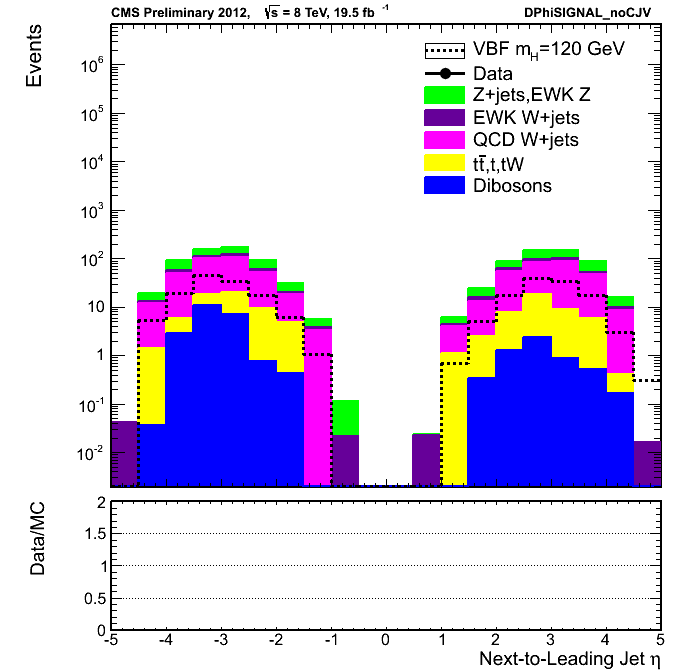 CMS Preliminary 2012, √s = 8 TeV, 19.5 fb⁻¹ DPhiSIGNAL_noCJV
Events
VBF m_H=120 GeV
Data
Z+jets,EWK Z
EWK W+jets
QCD W+jets
tt̄,t,tW
Dibosons
10⁶
10⁵
10⁴
10³
10²
10
1
10⁻¹
10⁻²
Data/MC
2
1.5
1
0.5
0
-5 -4 -3 -2 -1 0 1 2 3 4 5
Next-to-Leading Jet η